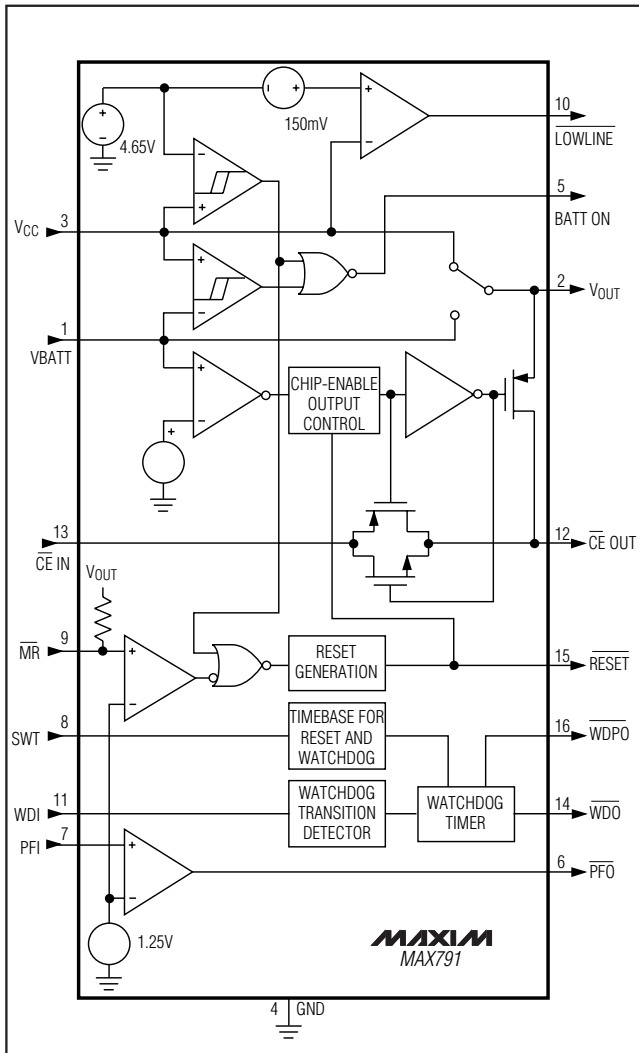 10
150mV
LOWLINE
4.65V
5
BATT ON
3
VCC
2
VOUT
1
VBATT
CHIP-ENABLE
OUTPUT
CONTROL
13
CE IN
12
CE OUT
VOUT
9
MR
RESET
GENERATION
15
RESET
8
SWT
TIMEBASE FOR
RESET AND
WATCHDOG
16
WDPO
11
WDI
WATCHDOG
TRANSITION
DETECTOR
WATCHDOG
TIMER
14
WDO
7
PFI
6
PFO
1.25V
MAXIM
MAX791
4 GND